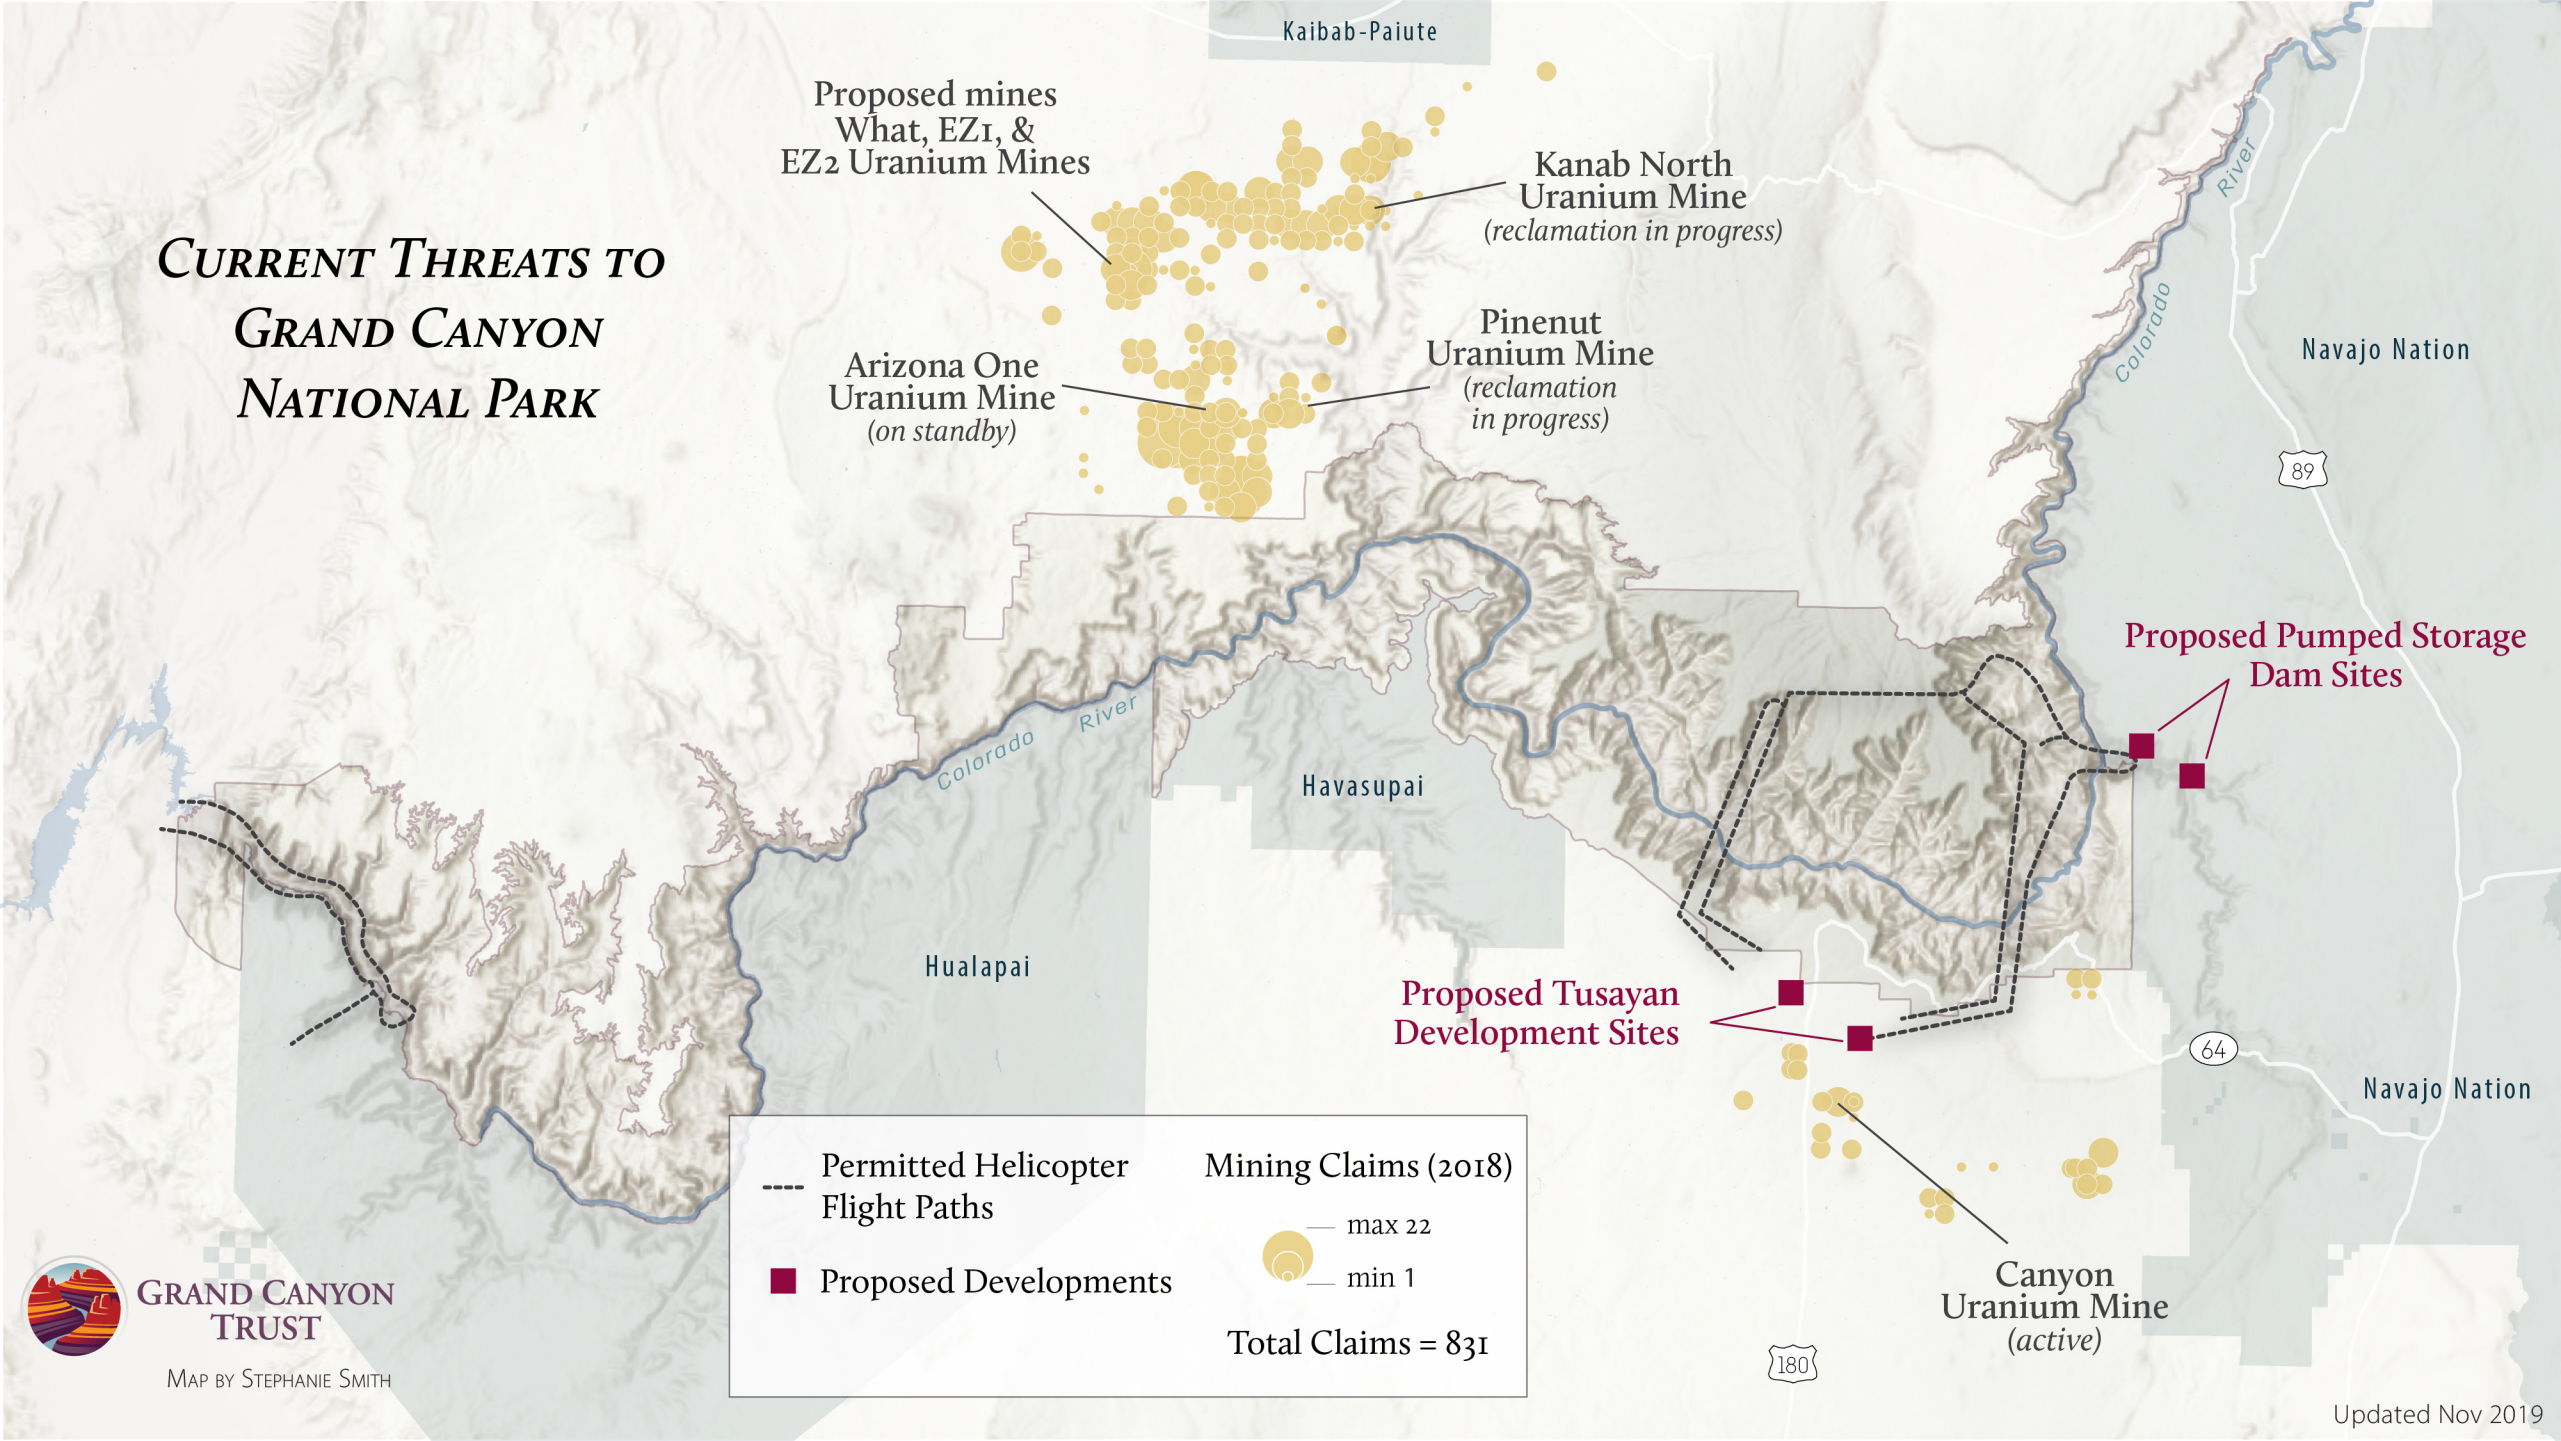 Kaibab-Paiute
Proposed mines
What, EZ1, &
EZ2 Uranium Mines
Kanab North
Uranium Mine
(reclamation in progress)
River
Colorado
Current Threats to
Grand Canyon
National Park
Pinenut
Uranium Mine
(reclamation
in progress)
Arizona One
Uranium Mine
(on standby)
Navajo Nation
89
Proposed Pumped Storage
Dam Sites
Colorado River
Havasupai
Hualapai
Proposed Tusayan
Development Sites
64
Navajo Nation
Permitted Helicopter
Flight Paths
Proposed Developments
Mining Claims (2018)
max 22
min 1
Total Claims = 831
Canyon
Uranium Mine
(active)
180
Grand Canyon
Trust
Map by Stephanie Smith
Updated Nov 2019